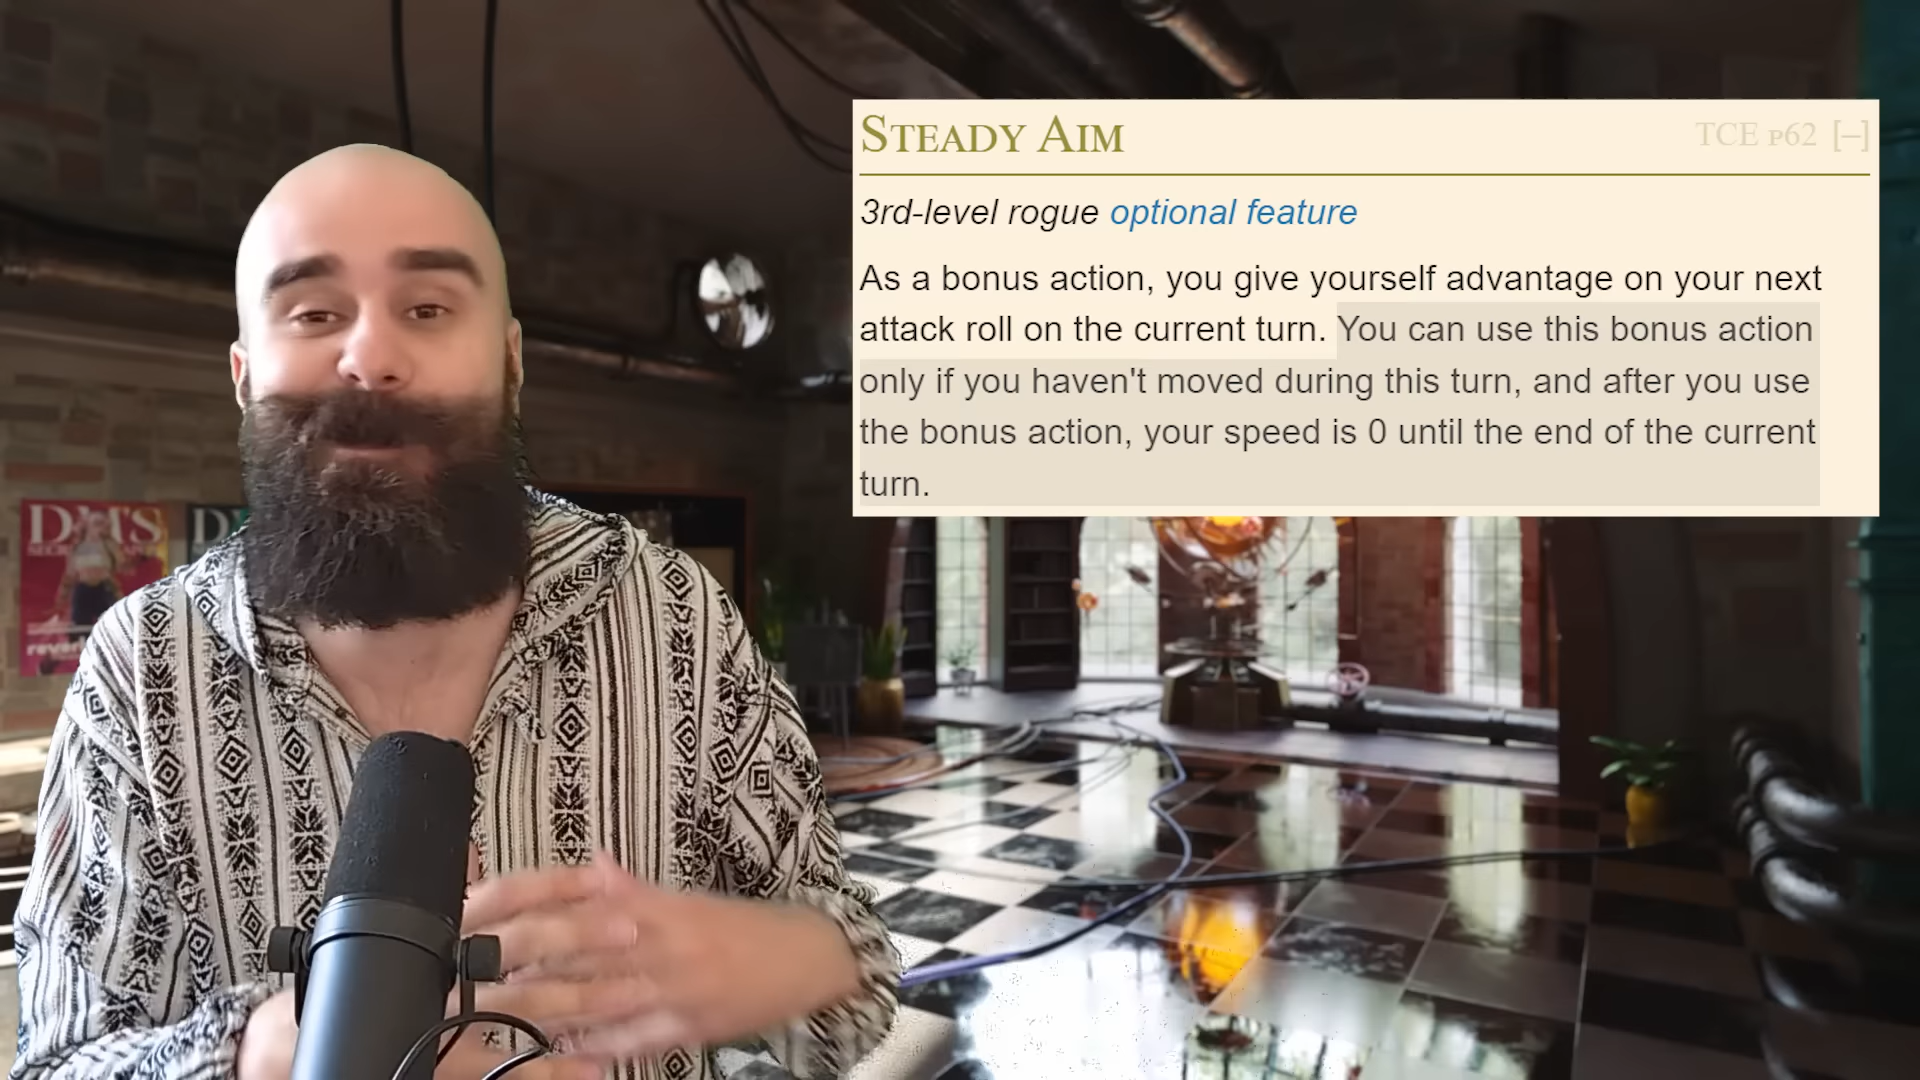 STEADY AIM
TCE P62 [–]
3rd-level rogue optional feature
As a bonus action, you give yourself advantage on your next
attack roll on the current turn. You can use this bonus action
only if you haven't moved during this turn, and after you use
the bonus action, your speed is 0 until the end of the current
turn.